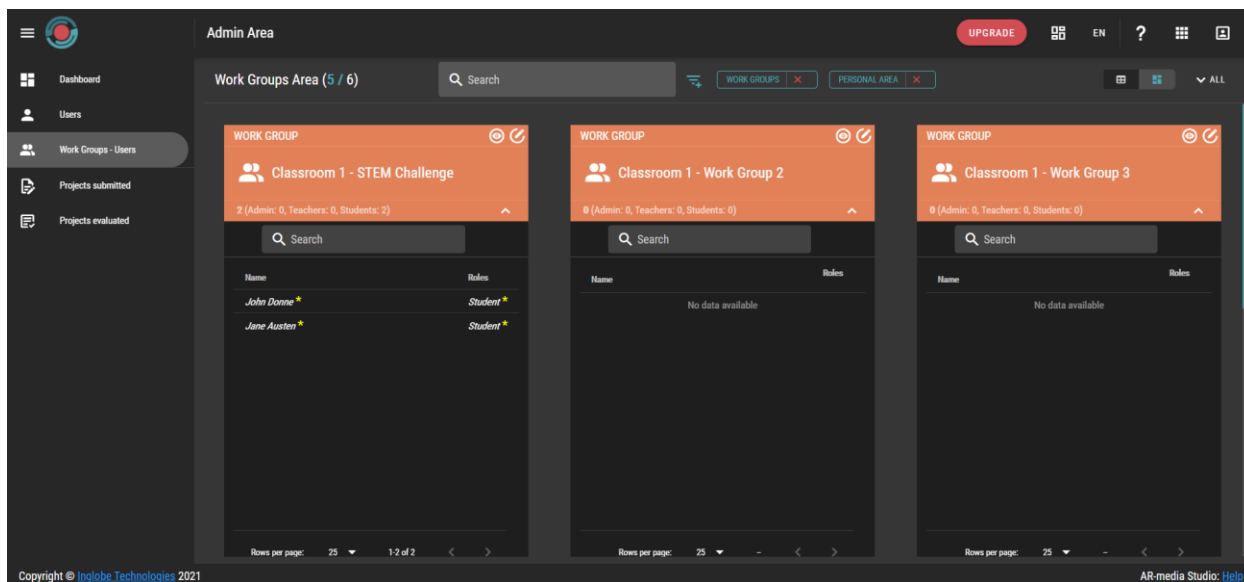 Admin Area
UPGRADE
EN
?
Dashboard
Users
Work Groups - Users
Projects submitted
Projects evaluated
Work Groups Area (5 / 6)
Search
WORK GROUPS
PERSONAL AREA
ALL
WORK GROUP
Classroom 1 - STEM Challenge
2 (Admin: 0, Teachers: 0, Students: 2)
Search
Name Roles
John Donne * Student *
Jane Austen * Student *
Rows per page: 25 1-2 of 2
WORK GROUP
Classroom 1 - Work Group 2
0 (Admin: 0, Teachers: 0, Students: 0)
Search
Name Roles
No data available
Rows per page: 25 –
WORK GROUP
Classroom 1 - Work Group 3
0 (Admin: 0, Teachers: 0, Students: 0)
Search
Name Roles
No data available
Rows per page: 25 –
Copyright © Inglobe Technologies 2021
AR-media Studio: Help